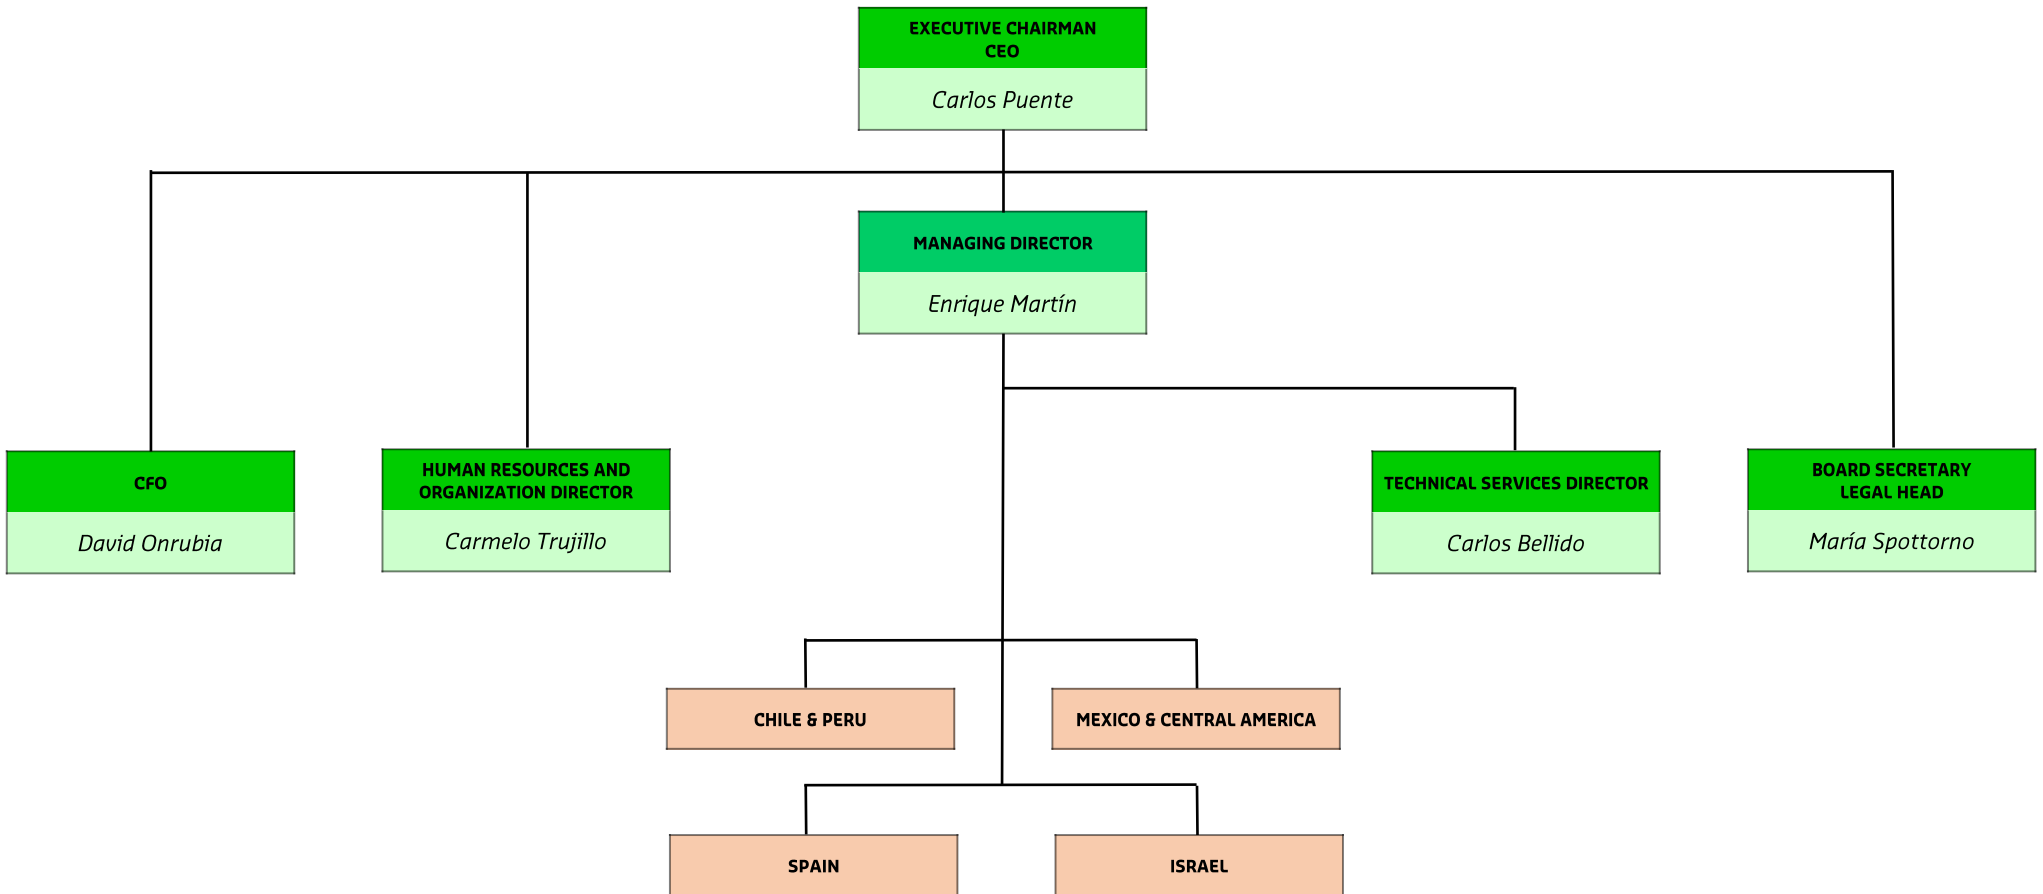 EXECUTIVE CHAIRMAN
CEO
Carlos Puente
MANAGING DIRECTOR
Enrique Martín
CFO
David Onrubia
HUMAN RESOURCES AND
ORGANIZATION DIRECTOR
Carmelo Trujillo
TECHNICAL SERVICES DIRECTOR
Carlos Bellido
BOARD SECRETARY
LEGAL HEAD
María Spottorno
CHILE & PERU
MEXICO & CENTRAL AMERICA
SPAIN
ISRAEL